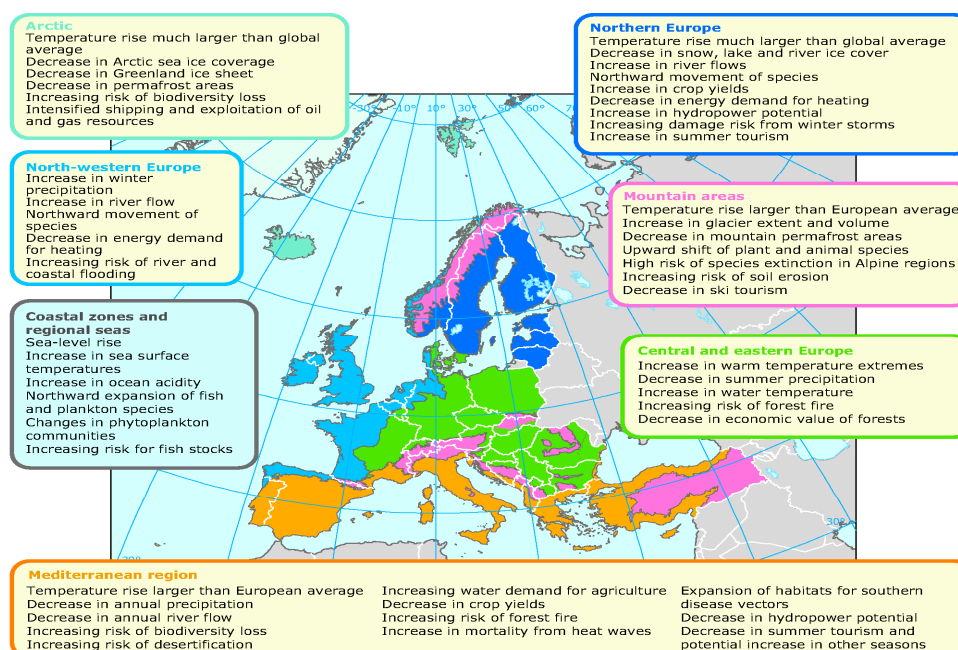 Arctic
Temperature rise much larger than global
average
Decrease in Arctic sea ice coverage
Decrease in Greenland ice sheet
Decrease in permafrost areas
Increasing risk of biodiversity loss
Intensified shipping and exploitation of oil
and gas resources
Northern Europe
Temperature rise much larger than global average
Decrease in snow, lake and river ice cover
Increase in river flows
Northward movement of species
Increase in crop yields
Decrease in energy demand for heating
Increase in hydropower potential
Increasing damage risk from winter storms
Increase in summer tourism
-30° -10° 10° 30° 50° 70
North-western Europe
Increase in winter
precipitation
Increase in river flow
Northward movement of
species
Decrease in energy demand
for heating
Increasing risk of river and
coastal flooding
Mountain areas
Temperature rise larger than European average
Increase in glacier extent and volume
Decrease in mountain permafrost areas
Upward shift of plant and animal species
High risk of species extinction in Alpine regions
Increasing risk of soil erosion
Decrease in ski tourism
Coastal zones and
regional seas
Sea-level rise
Increase in sea surface
temperatures
Increase in ocean acidity
Northward expansion of fish
and plankton species
Changes in phytoplankton
communities
Increasing risk for fish stocks
Central and eastern Europe
Increase in warm temperature extremes
Decrease in summer precipitation
Increase in water temperature
Increasing risk of forest fire
Decrease in economic value of forests
30°
Mediterranean region
Temperature rise larger than European average
Decrease in annual precipitation
Decrease in annual river flow
Increasing risk of biodiversity loss
Increasing risk of desertification
Increasing water demand for agriculture
Decrease in crop yields
Increasing risk of forest fire
Increase in mortality from heat waves
Expansion of habitats for southern
disease vectors
Decrease in hydropower potential
Decrease in summer tourism and
potential increase in other seasons